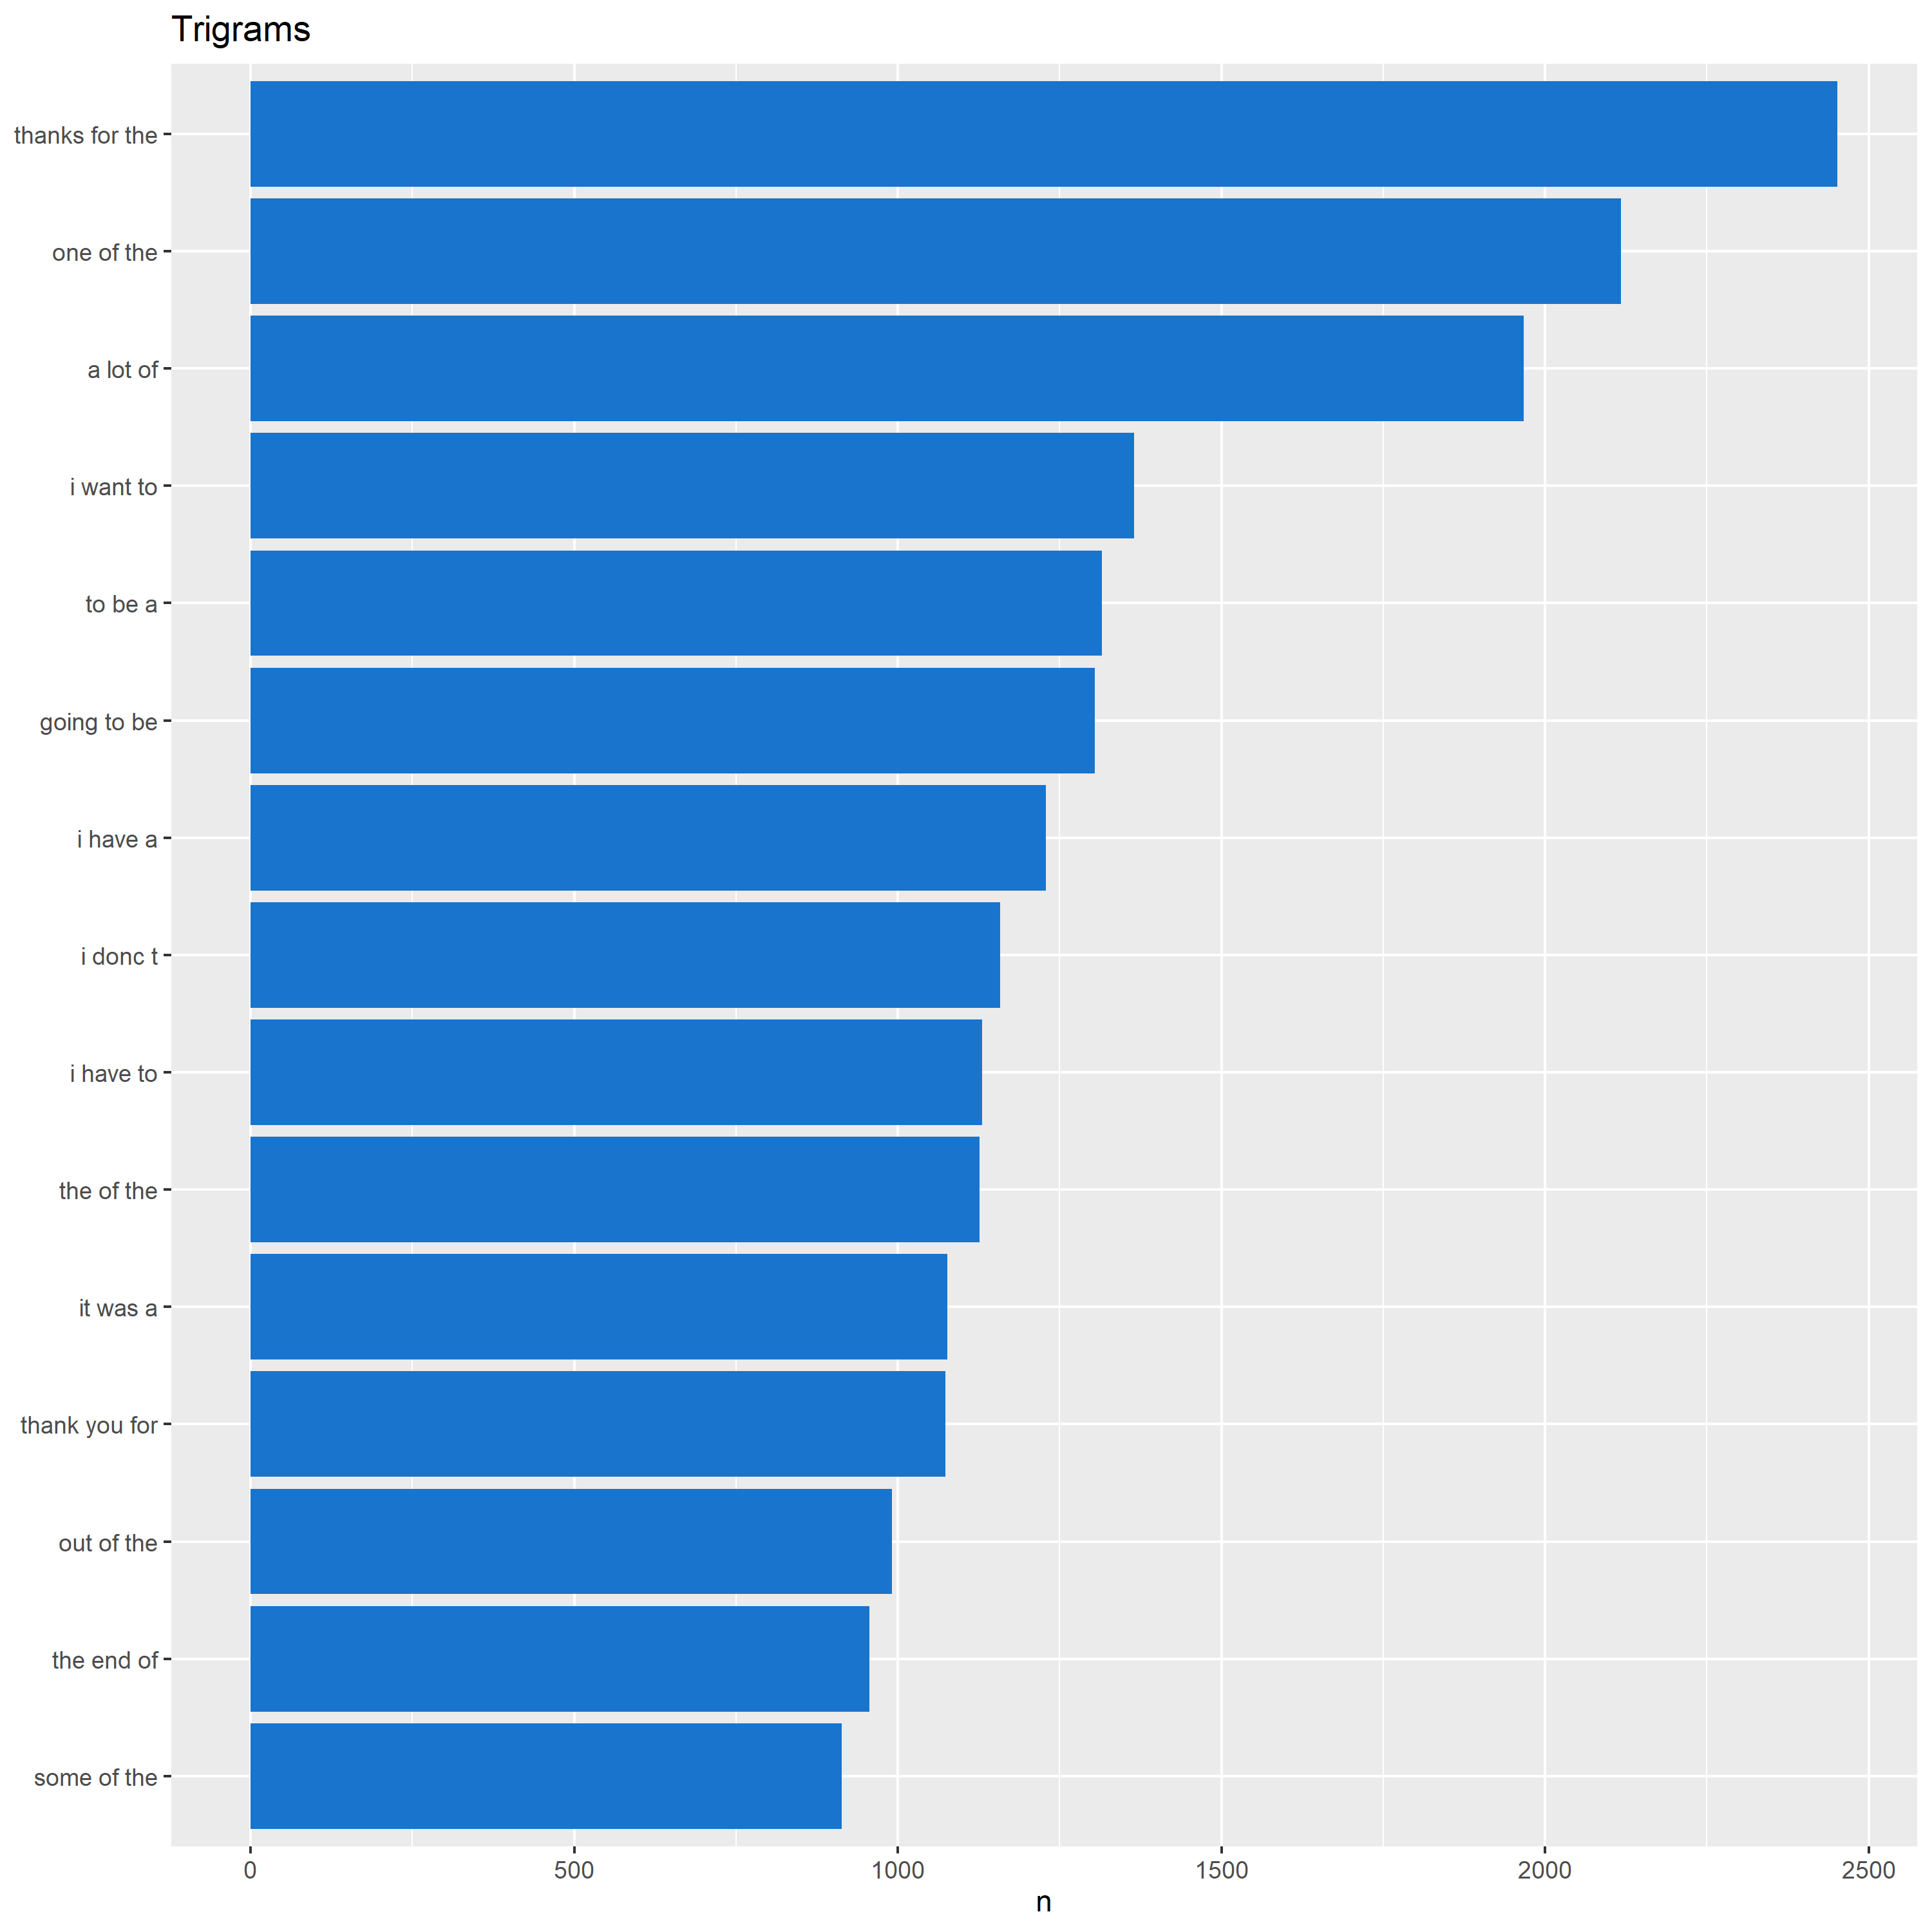 Trigrams
thanks for the
one of the
a lot of
i want to
to be a
going to be
i have a
i donc t
i have to
the of the
it was a
thank you for
out of the
the end of
some of the
0 500 1000 1500 2000 2500
n